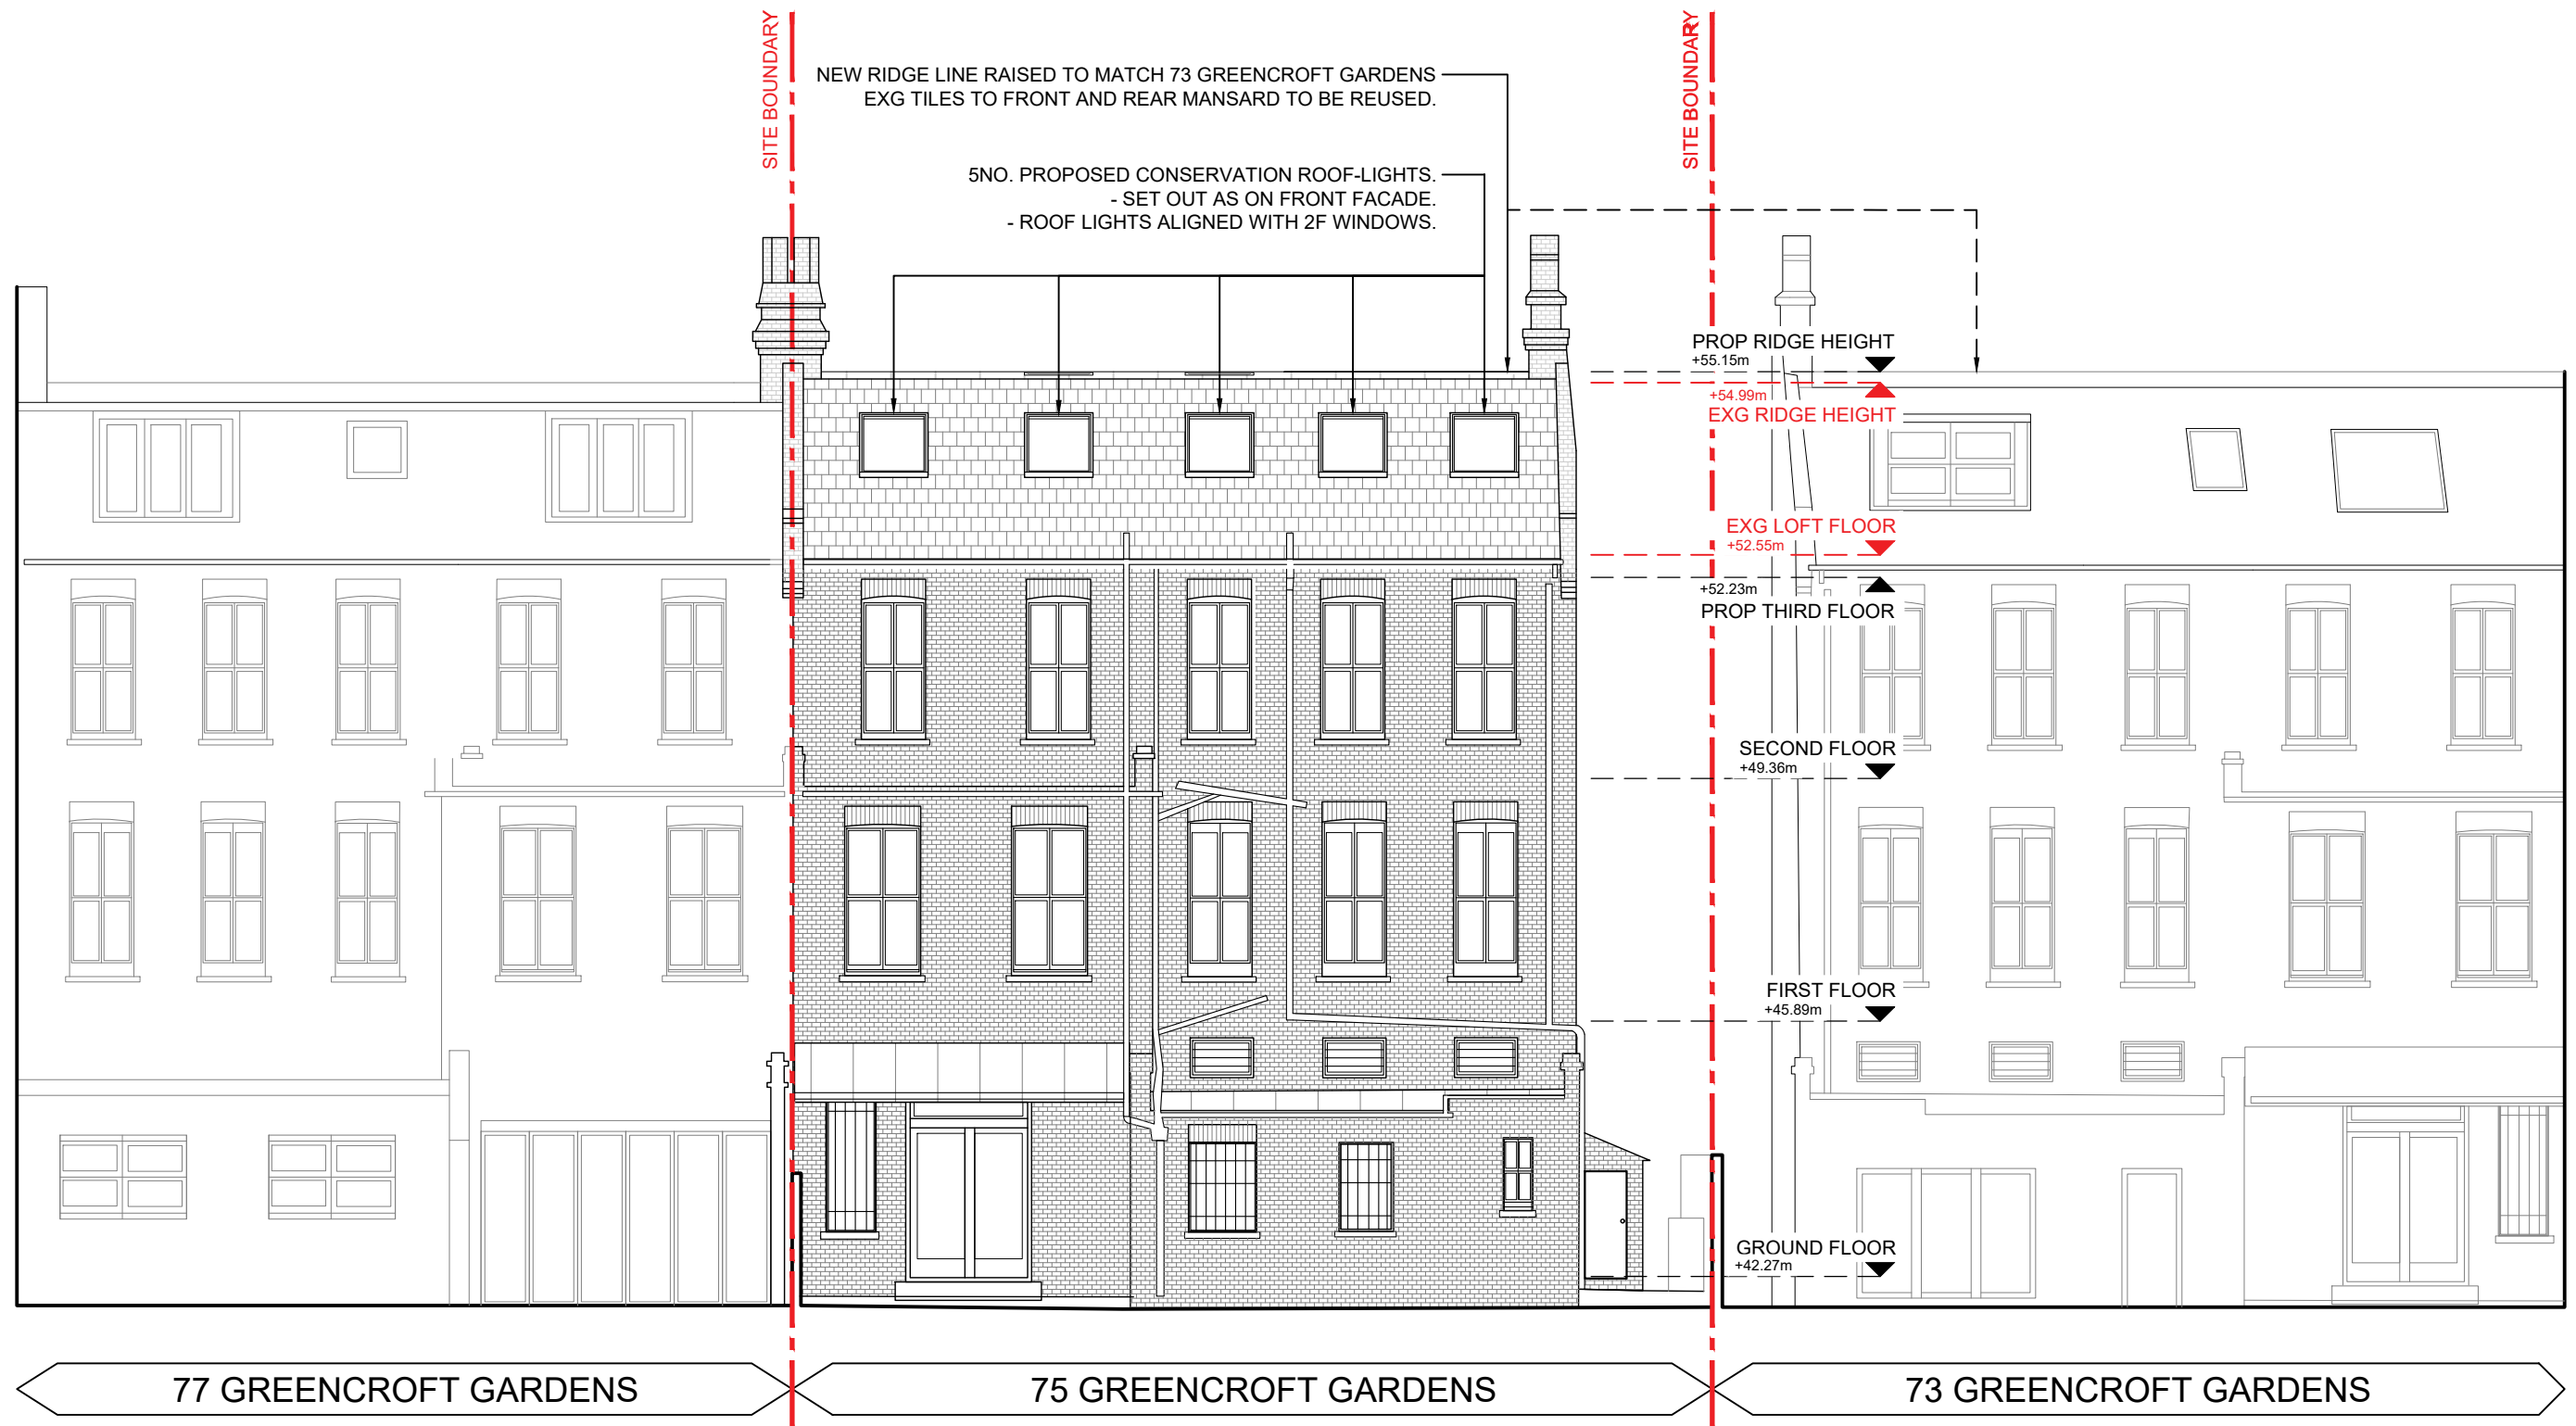 SITE BOUNDARY
SITE BOUNDARY
NEW RIDGE LINE RAISED TO MATCH 73 GREENCROFT GARDENS
EXG TILES TO FRONT AND REAR MANSARD TO BE REUSED.
5NO. PROPOSED CONSERVATION ROOF-LIGHTS.
- SET OUT AS ON FRONT FACADE.
- ROOF LIGHTS ALIGNED WITH 2F WINDOWS.
PROP RIDGE HEIGHT
+55.15m
+54.99m
EXG RIDGE HEIGHT
EXG LOFT FLOOR
+52.55m
+52.23m
PROP THIRD FLOOR
SECOND FLOOR
+49.36m
FIRST FLOOR
+45.89m
GROUND FLOOR
+42.27m
77 GREENCROFT GARDENS
75 GREENCROFT GARDENS
73 GREENCROFT GARDENS